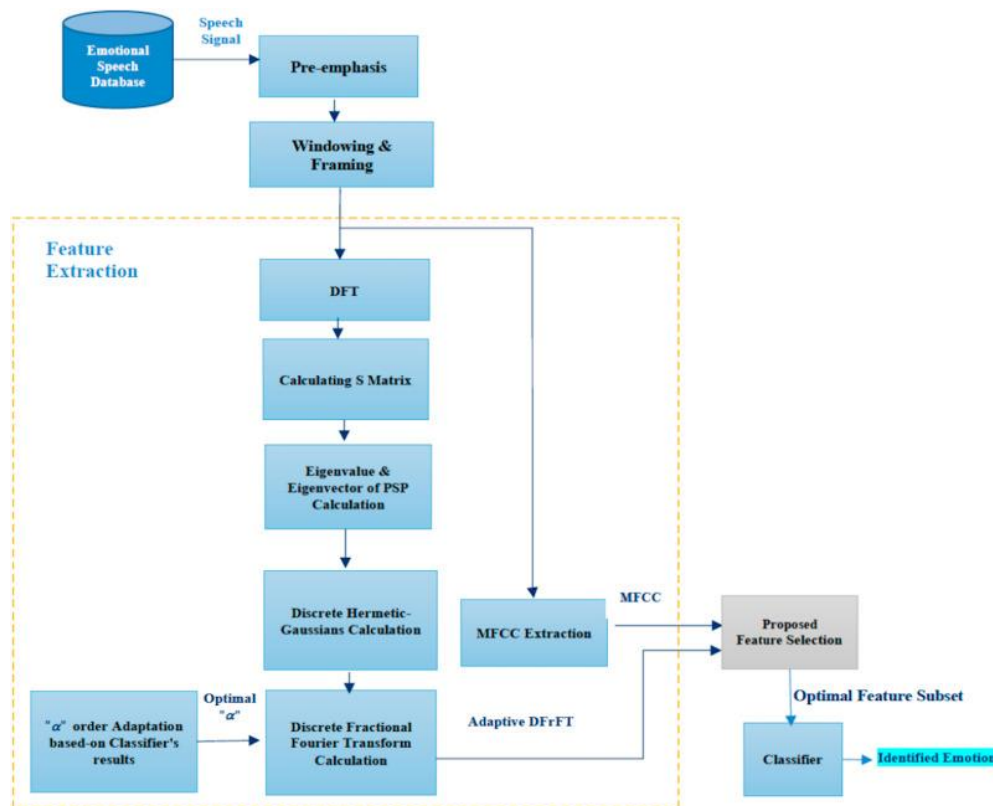 Speech
Signal
Emotional
Speech
Database
Pre-emphasis
Windowing &
Framing
Feature
Extraction
DFT
Calculating S Matrix
Eigenvalue &
Eigenvector of PSP
Calculation
Discrete Hermetic-
Gaussians Calculation
MFCC Extraction
MFCC
Proposed
Feature Selection
Optimal Feature Subset
"α" order Adaptation
based-on Classifier's
results
Optimal
"α"
Discrete Fractional
Fourier Transform
Calculation
Adaptive DFrFT
Classifier
Identified Emotion